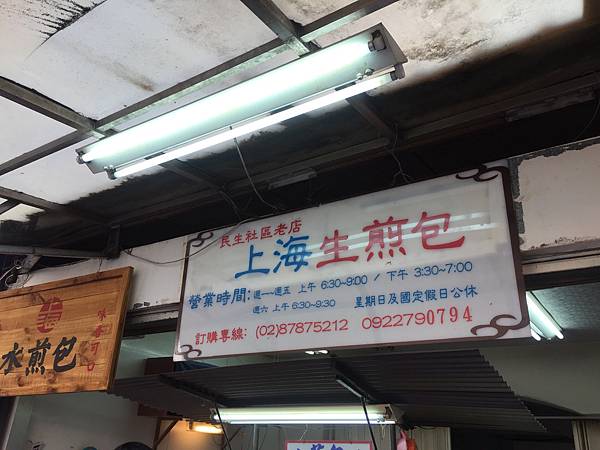 民生社區老店
上海生煎包
營業時間:週一~週五 上午 6:30~9:00 / 下午 3:30~7:00
週六 上午 6:30~9:30 星期日及國定假日公休
訂購專線: (02)87875212 0922790794
水煎包